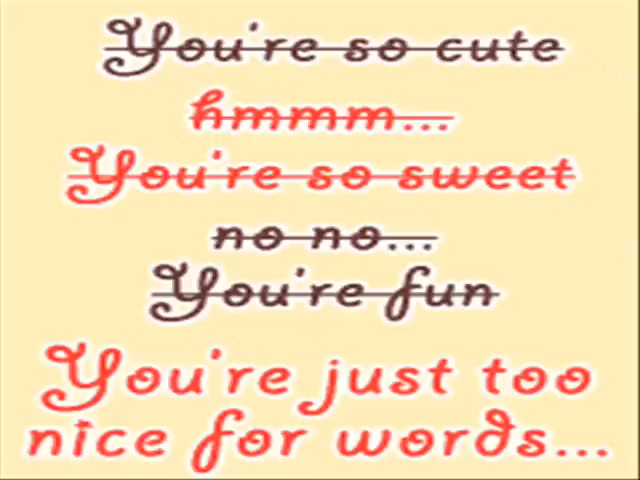 You're so cute
hmmm...
You're so sweet
no no...
You're fun
You're just too
nice for words...